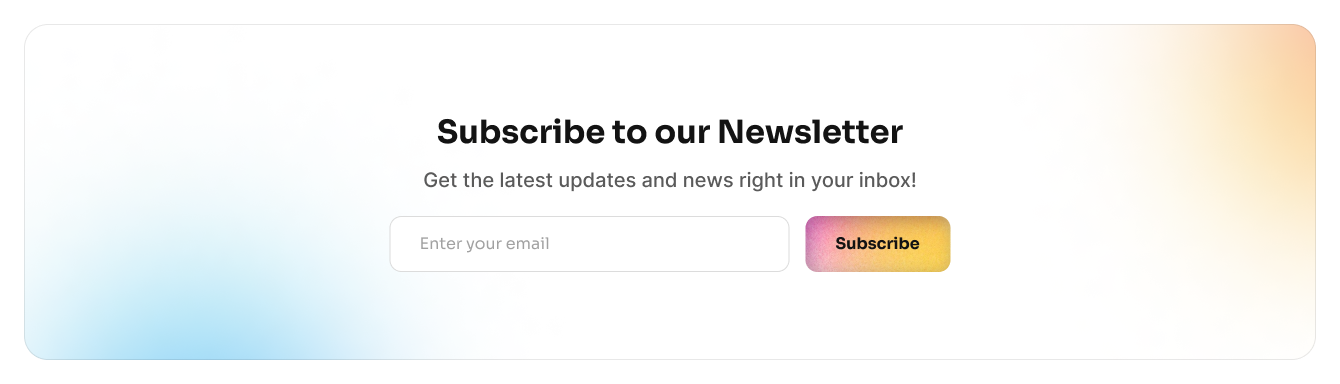 Subscribe to our Newsletter
Get the latest updates and news right in your inbox!
Enter your email
Subscribe